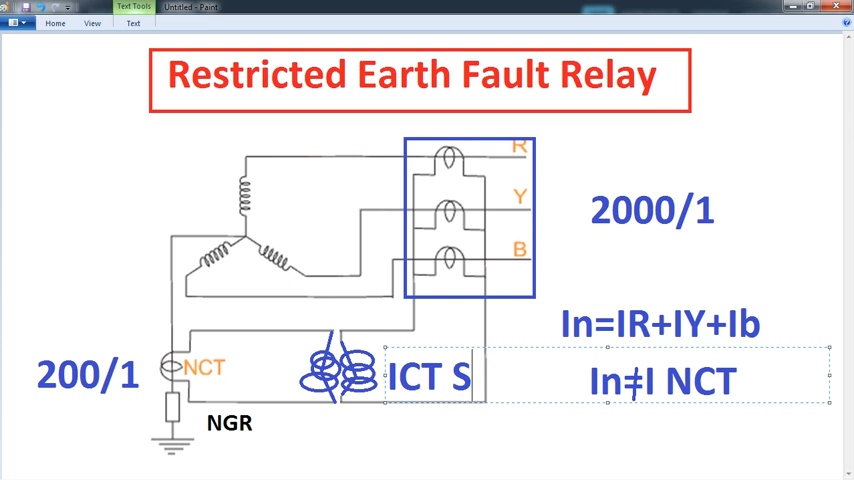 Text Tools
Untitled - Paint
Home View Text
Restricted Earth Fault Relay
R
Y
B
2000/1
In=IR+IY+Ib
In≠I NCT
200/1
NCT
ICT S
NGR